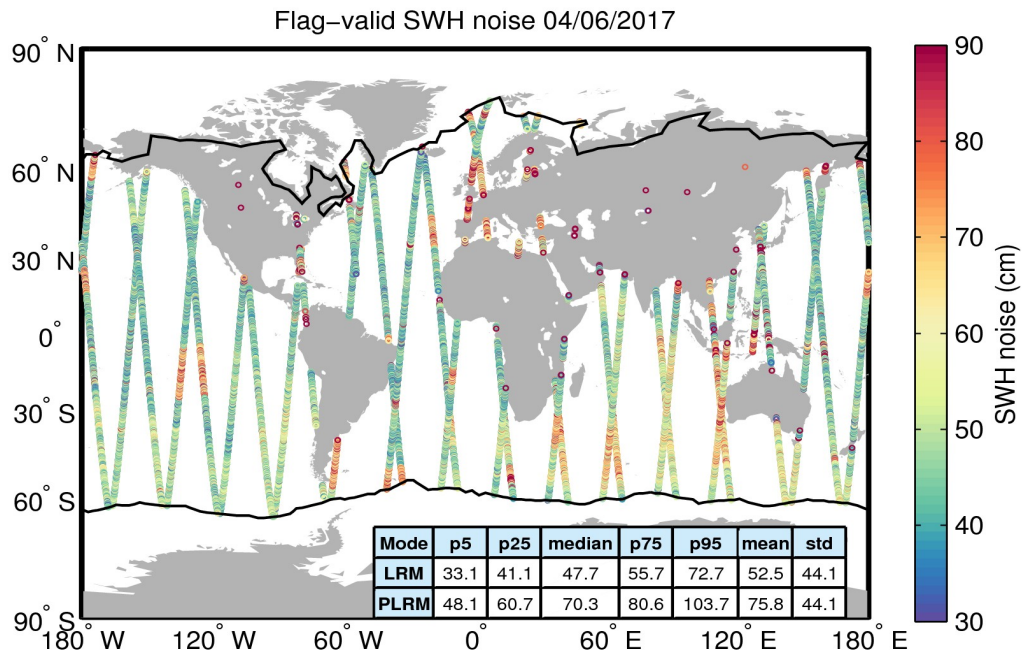 Flag−valid SWH noise 04/06/2017
90° N
60° N
30° N
0°
30° S
60° S
90° S
180° W
120° W
60° W
0°
60° E
120° E
180° E
Mode p5 p25 median p75 p95 mean std
LRM 33.1 41.1 47.7 55.7 72.7 52.5 44.1
PLRM 48.1 60.7 70.3 80.6 103.7 75.8 44.1
90
80
70
60
50
40
30
SWH noise (cm)